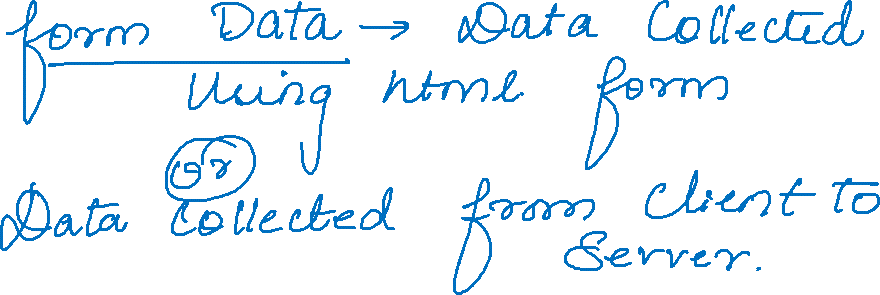 form Data → Data Collected
Using html form
or
Data Collected from Client to
Server.